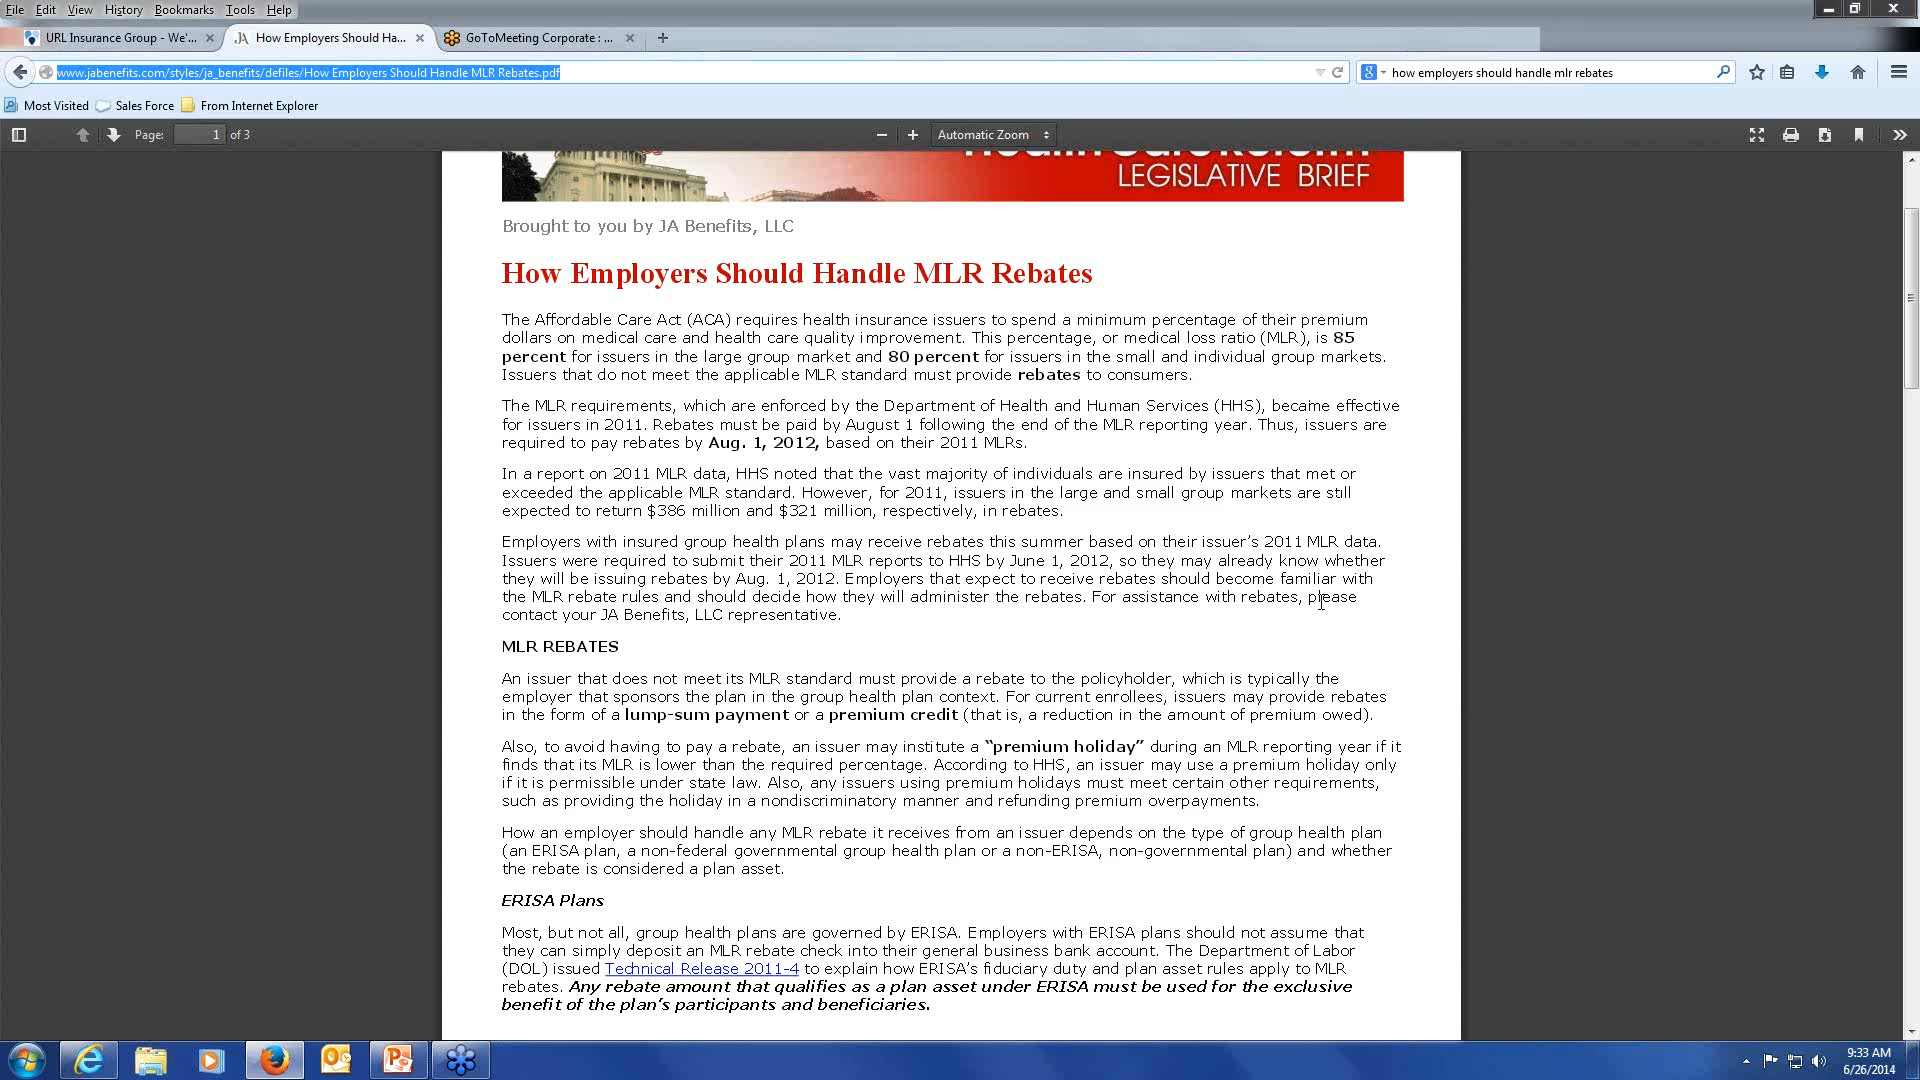 File Edit View History Bookmarks Tools Help
URL Insurance Group - We'... × JA How Employers Should Ha... × GoToMeeting Corporate : ... × +
www.jabenefits.com/styles/ja_benefits/defiles/How Employers Should Handle MLR Rebates.pdf how employers should handle mlr rebates
Most Visited Sales Force From Internet Explorer
Page: 1 of 3 Automatic Zoom
LEGISLATIVE BRIEF
Brought to you by JA Benefits, LLC
How Employers Should Handle MLR Rebates
The Affordable Care Act (ACA) requires health insurance issuers to spend a minimum percentage of their premium
dollars on medical care and health care quality improvement. This percentage, or medical loss ratio (MLR), is 85
percent for issuers in the large group market and 80 percent for issuers in the small and individual group markets.
Issuers that do not meet the applicable MLR standard must provide rebates to consumers.
The MLR requirements, which are enforced by the Department of Health and Human Services (HHS), became effective
for issuers in 2011. Rebates must be paid by August 1 following the end of the MLR reporting year. Thus, issuers are
required to pay rebates by Aug. 1, 2012, based on their 2011 MLRs.
In a report on 2011 MLR data, HHS noted that the vast majority of individuals are insured by issuers that met or
exceeded the applicable MLR standard. However, for 2011, issuers in the large and small group markets are still
expected to return $386 million and $321 million, respectively, in rebates.
Employers with insured group health plans may receive rebates this summer based on their issuer's 2011 MLR data.
Issuers were required to submit their 2011 MLR reports to HHS by June 1, 2012, so they may already know whether
they will be issuing rebates by Aug. 1, 2012. Employers that expect to receive rebates should become familiar with
the MLR rebate rules and should decide how they will administer the rebates. For assistance with rebates, please
contact your JA Benefits, LLC representative.
MLR REBATES
An issuer that does not meet its MLR standard must provide a rebate to the policyholder, which is typically the
employer that sponsors the plan in the group health plan context. For current enrollees, issuers may provide rebates
in the form of a lump-sum payment or a premium credit (that is, a reduction in the amount of premium owed).
Also, to avoid having to pay a rebate, an issuer may institute a "premium holiday" during an MLR reporting year if it
finds that its MLR is lower than the required percentage. According to HHS, an issuer may use a premium holiday only
if it is permissible under state law. Also, any issuers using premium holidays must meet certain other requirements,
such as providing the holiday in a nondiscriminatory manner and refunding premium overpayments.
How an employer should handle any MLR rebate it receives from an issuer depends on the type of group health plan
(an ERISA plan, a non-federal governmental group health plan or a non-ERISA, non-governmental plan) and whether
the rebate is considered a plan asset.
ERISA Plans
Most, but not all, group health plans are governed by ERISA. Employers with ERISA plans should not assume that
they can simply deposit an MLR rebate check into their general business bank account. The Department of Labor
(DOL) issued Technical Release 2011-4 to explain how ERISA's fiduciary duty and plan asset rules apply to MLR
rebates. Any rebate amount that qualifies as a plan asset under ERISA must be used for the exclusive
benefit of the plan's participants and beneficiaries.
9:33 AM
6/26/2014